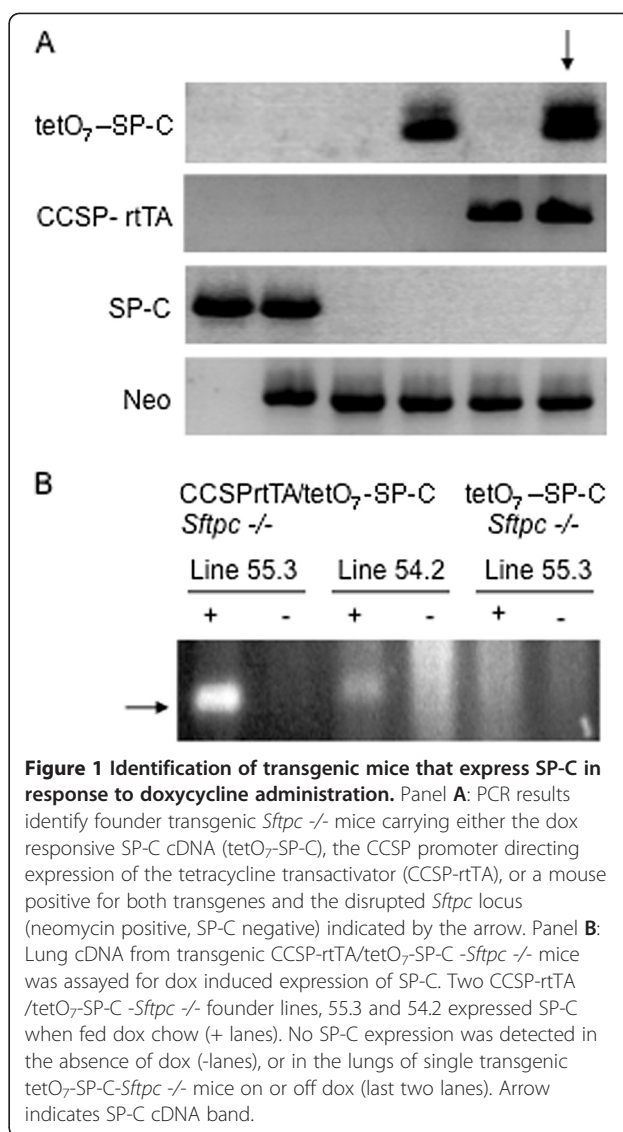 A
tetO₇–SP-C
CCSP- rtTA
SP-C
Neo
B
CCSPrtTA/tetO₇-SP-C tetO₇–SP-C
Sftpc -/- Sftpc -/-
Line 55.3 Line 54.2 Line 55.3
+ - + - + -
Figure 1 Identification of transgenic mice that express SP-C in
response to doxycycline administration. Panel A: PCR results
identify founder transgenic Sftpc -/- mice carrying either the dox
responsive SP-C cDNA (tetO₇-SP-C), the CCSP promoter directing
expression of the tetracycline transactivator (CCSP-rtTA), or a mouse
positive for both transgenes and the disrupted Sftpc locus
(neomycin positive, SP-C negative) indicated by the arrow. Panel B:
Lung cDNA from transgenic CCSP-rtTA/tetO₇-SP-C -Sftpc -/- mice
was assayed for dox induced expression of SP-C. Two CCSP-rtTA
/tetO₇-SP-C -Sftpc -/- founder lines, 55.3 and 54.2 expressed SP-C
when fed dox chow (+ lanes). No SP-C expression was detected in
the absence of dox (-lanes), or in the lungs of single transgenic
tetO₇-SP-C-Sftpc -/- mice on or off dox (last two lanes). Arrow
indicates SP-C cDNA band.